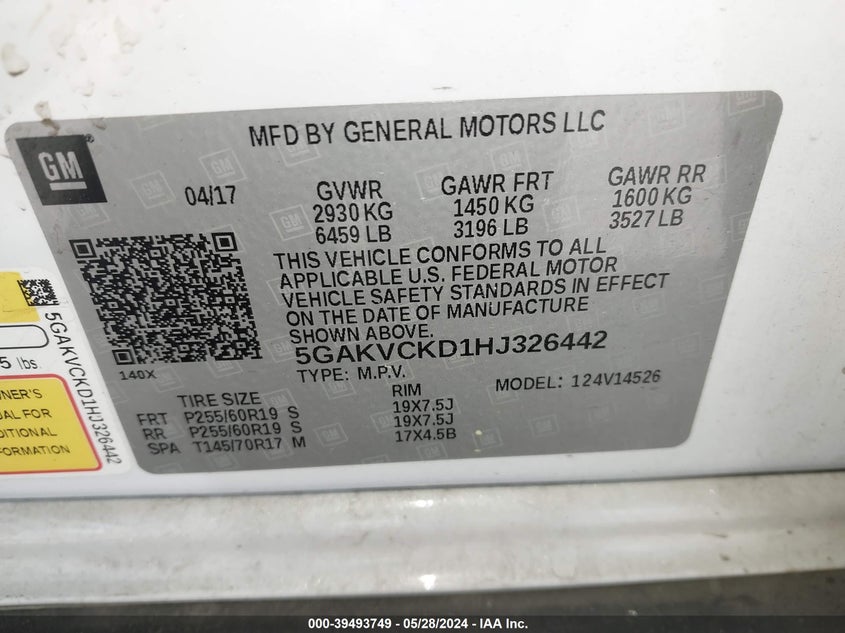 MFD BY GENERAL MOTORS LLC
GM
04/17
GVWR
2930 KG
6459 LB
GAWR FRT
1450 KG
3196 LB
GAWR RR
1600 KG
3527 LB
THIS VEHICLE CONFORMS TO ALL
APPLICABLE U.S. FEDERAL MOTOR
VEHICLE SAFETY STANDARDS IN EFFECT
ON THE DATE OF MANUFACTURE
SHOWN ABOVE.
5GAKVCKD1HJ326442
140X
TYPE: M.P.V.
MODEL: 124V14526
TIRE SIZE RIM
FRT P255/60R19 S 19X7.5J
RR P255/60R19 S 19X7.5J
SPA T145/70R17 M 17X4.5B
5GAKVCKD1HJ326442
5 lbs.
FOR
FORMATION
000-39493749 - 05/28/2024 - IAA Inc.